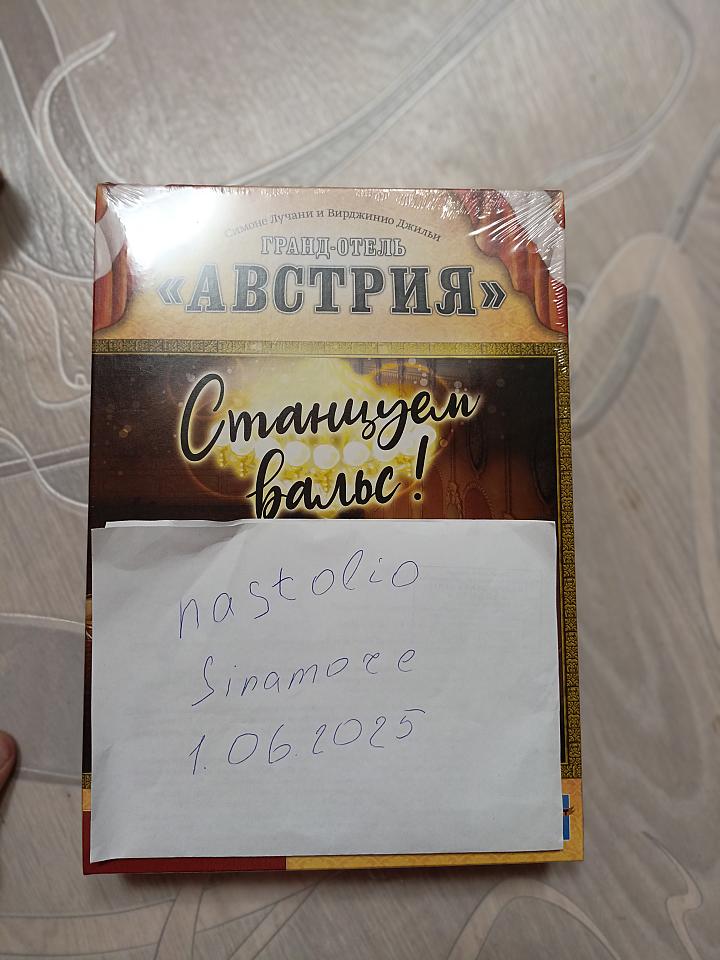 Симоне Лучани и Вирджинио Джильи
ГРАНД-ОТЕЛЬ
«АВСТРИЯ»
Станцуем
вальс!
nastolio
Sinamore
1.06.2025